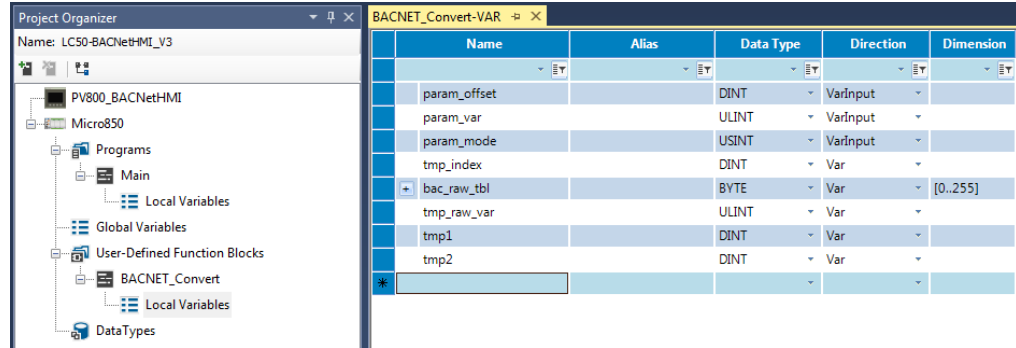 Project Organizer
Name: LC50-BACNetHMI_V3
PV800_BACNetHMI
Micro850
Programs
Main
Local Variables
Global Variables
User-Defined Function Blocks
BACNET_Convert
Local Variables
DataTypes
BACNET_Convert-VAR
Name Alias Data Type Direction Dimension
param_offset DINT VarInput
param_var ULINT VarInput
param_mode USINT VarInput
tmp_index DINT Var
bac_raw_tbl BYTE Var [0..255]
tmp_raw_var ULINT Var
tmp1 DINT Var
tmp2 DINT Var